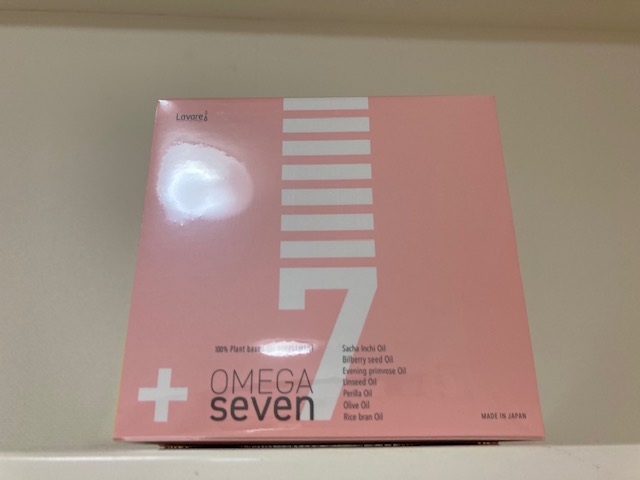 Lavare
7
100% Plant based
+ OMEGA
seven
Sacha Inchi Oil
Bilberry seed Oil
Evening primrose Oil
Linseed Oil
Perilla Oil
Olive Oil
Rice bran Oil
MADE IN JAPAN